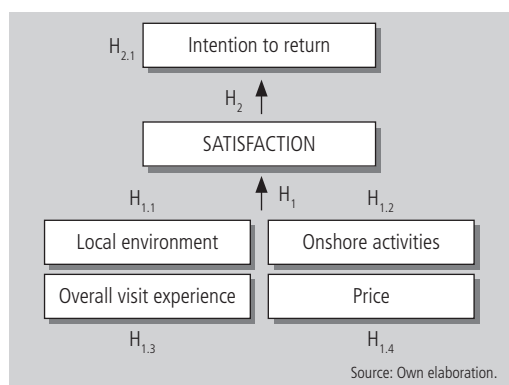 H2.1 Intention to return
H2
SATISFACTION
H1
H1.1 H1.2
Local environment Onshore activities
Overall visit experience Price
H1.3 H1.4
Source: Own elaboration.